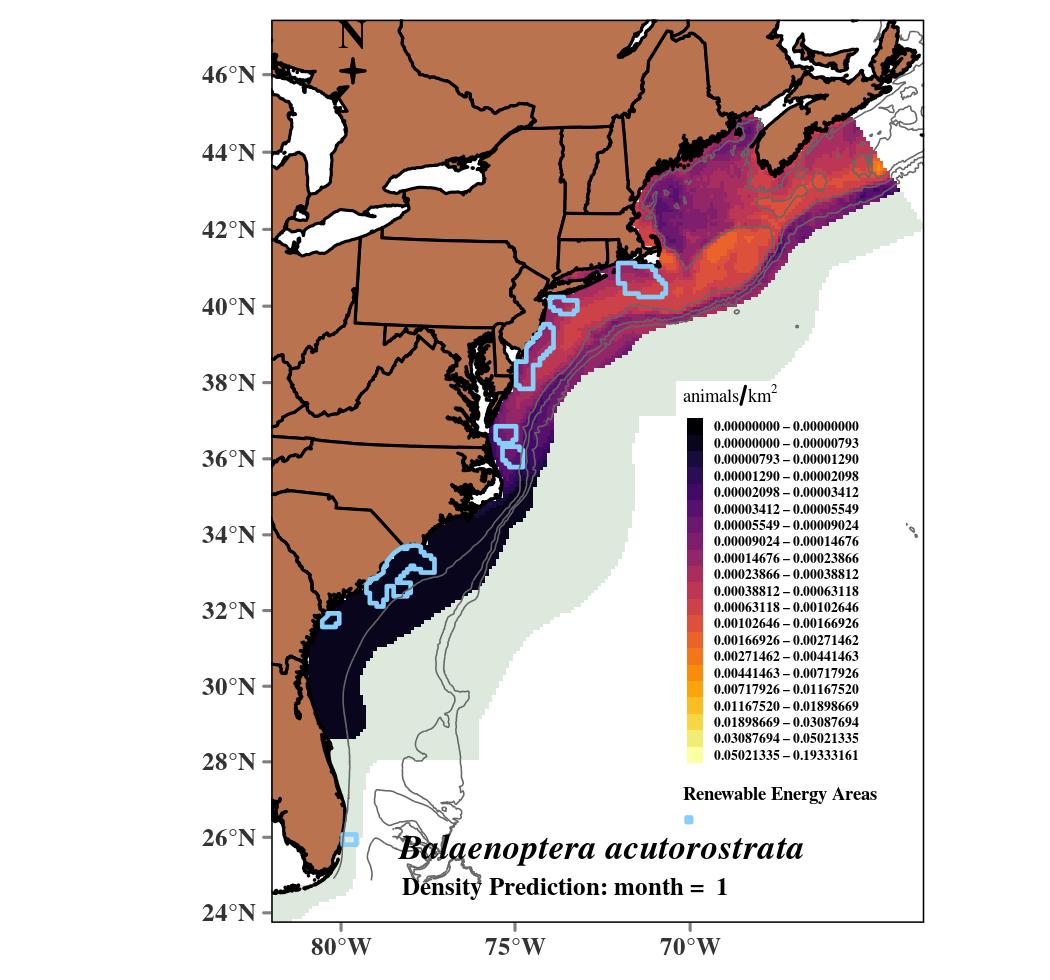 N
46°N
44°N
42°N
40°N
38°N
36°N
34°N
32°N
30°N
28°N
26°N
24°N
animals/km²
0.00000000 – 0.00000000
0.00000000 – 0.00000793
0.00000793 – 0.00001290
0.00001290 – 0.00002098
0.00002098 – 0.00003412
0.00003412 – 0.00005549
0.00005549 – 0.00009024
0.00009024 – 0.00014676
0.00014676 – 0.00023866
0.00023866 – 0.00038812
0.00038812 – 0.00063118
0.00063118 – 0.00102646
0.00102646 – 0.00166926
0.00166926 – 0.00271462
0.00271462 – 0.00441463
0.00441463 – 0.00717926
0.00717926 – 0.01167520
0.01167520 – 0.01898669
0.01898669 – 0.03087694
0.03087694 – 0.05021335
0.05021335 – 0.19333161
Renewable Energy Areas
Balaenoptera acutorostrata
Density Prediction: month = 1
80°W 75°W 70°W